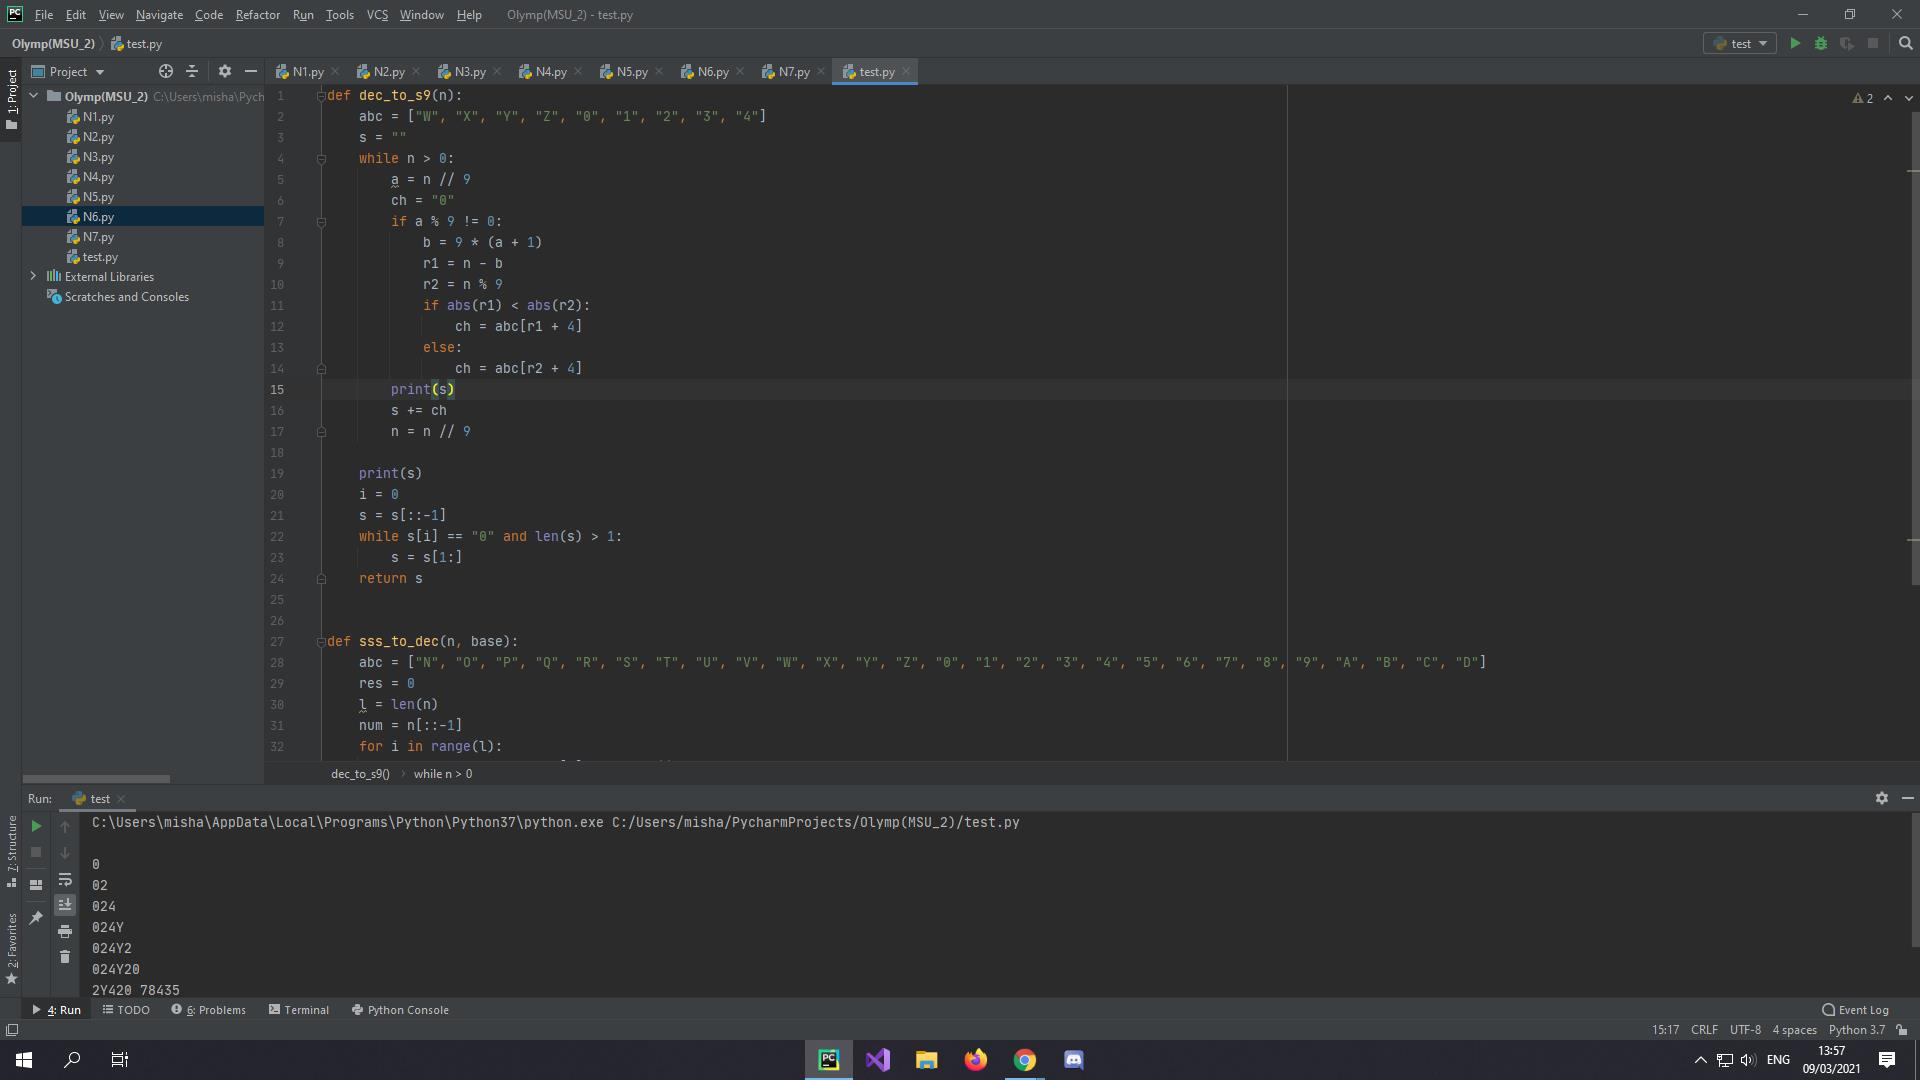 File Edit View Navigate Code Refactor Run Tools VCS Window Help Olymp(MSU_2) - test.py
Olymp(MSU_2) test.py
test
Project
N1.py N2.py N3.py N4.py N5.py N6.py N7.py test.py
1: Project
Olymp(MSU_2) C:\Users\misha\Pych
N1.py
N2.py
N3.py
N4.py
N5.py
N6.py
N7.py
test.py
External Libraries
Scratches and Consoles
2
1 def dec_to_s9(n):
2 abc = ["W", "X", "Y", "Z", "0", "1", "2", "3", "4"]
3 s = ""
4 while n > 0:
5 a = n // 9
6 ch = "0"
7 if a % 9 != 0:
8 b = 9 * (a + 1)
9 r1 = n - b
10 r2 = n % 9
11 if abs(r1) < abs(r2):
12 ch = abc[r1 + 4]
13 else:
14 ch = abc[r2 + 4]
15 print(s)
16 s += ch
17 n = n // 9
18
19 print(s)
20 i = 0
21 s = s[::-1]
22 while s[i] == "0" and len(s) > 1:
23 s = s[1:]
24 return s
25
26
27 def sss_to_dec(n, base):
28 abc = ["N", "O", "P", "Q", "R", "S", "T", "U", "V", "W", "X", "Y", "Z", "0", "1", "2", "3", "4", "5", "6", "7", "8", "9", "A", "B", "C", "D"]
29 res = 0
30 l = len(n)
31 num = n[::-1]
32 for i in range(l):
dec_to_s9() while n > 0
Run: test
7: Structure
2: Favorites
C:\Users\misha\AppData\Local\Programs\Python\Python37\python.exe C:/Users/misha/PycharmProjects/Olymp(MSU_2)/test.py
0
02
024
024Y
024Y2
024Y20
2Y420 78435
4: Run TODO 6: Problems Terminal Python Console Event Log
15:17 CRLF UTF-8 4 spaces Python 3.7
PC
ENG
13:57
09/03/2021